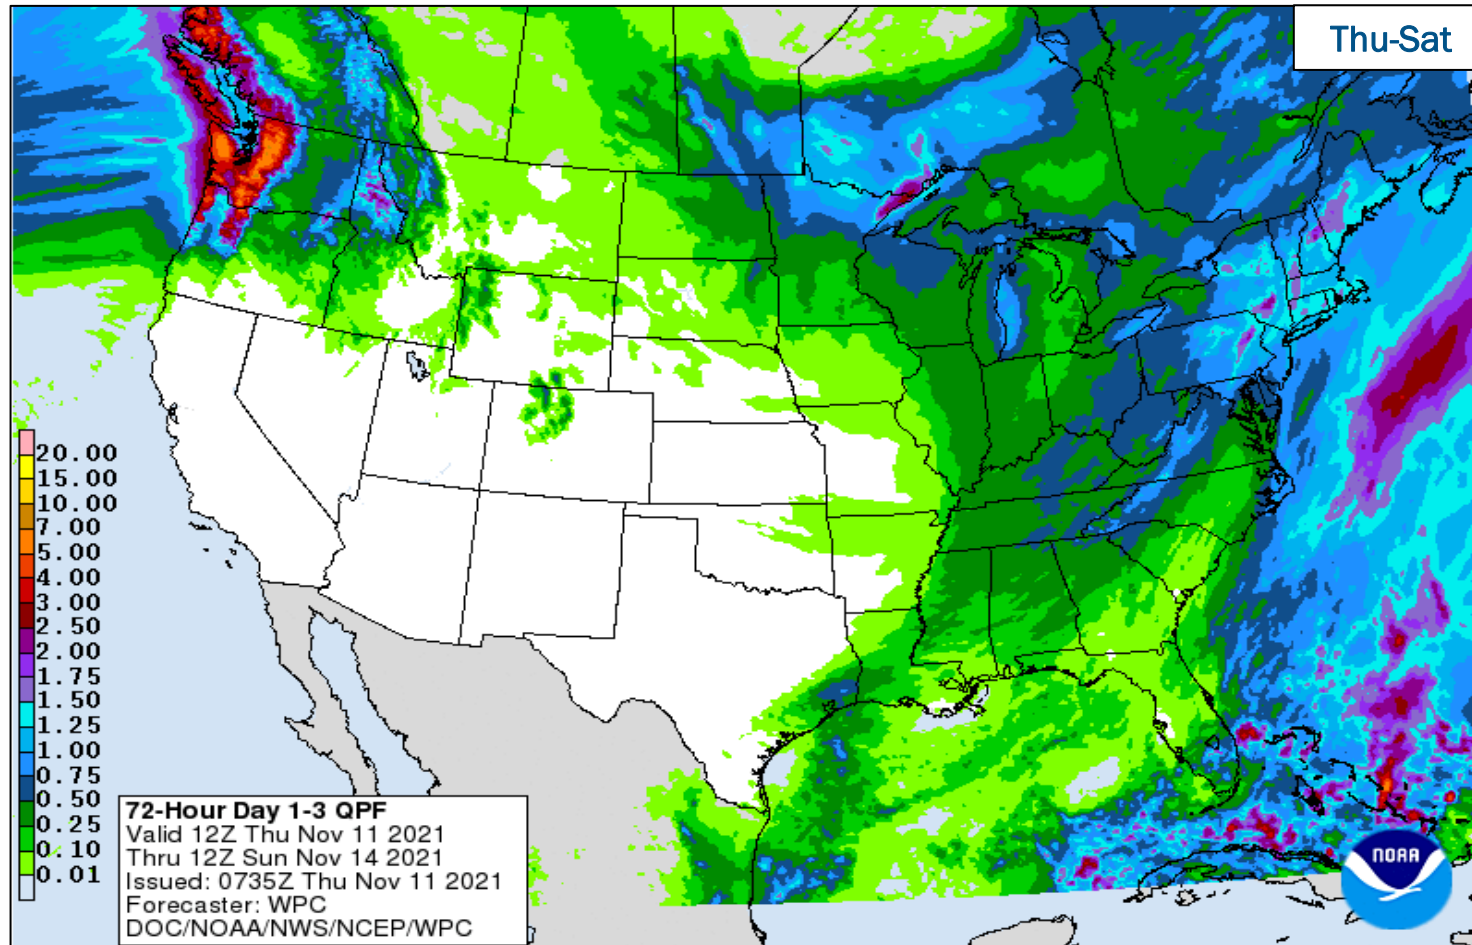 Thu-Sat
20.00
15.00
10.00
7.00
5.00
4.00
3.00
2.50
2.00
1.75
1.50
1.25
1.00
0.75
0.50
0.25
0.10
0.01
72-Hour Day 1-3 QPF
Valid 12Z Thu Nov 11 2021
Thru 12Z Sun Nov 14 2021
Issued: 0735Z Thu Nov 11 2021
Forecaster: WPC
DOC/NOAA/NWS/NCEP/WPC
NOAA